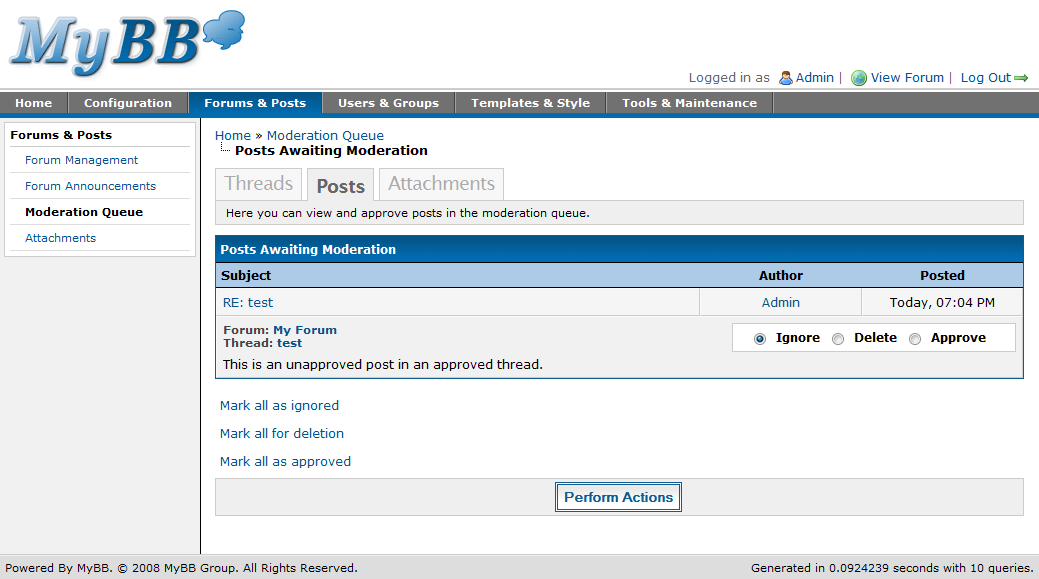 MyBB
Logged in as Admin | View Forum | Log Out
Home Configuration Forums & Posts Users & Groups Templates & Style Tools & Maintenance
Forums & Posts
Forum Management
Forum Announcements
Moderation Queue
Attachments
Home » Moderation Queue
Posts Awaiting Moderation
Threads Posts Attachments
Here you can view and approve posts in the moderation queue.
Posts Awaiting Moderation
Subject Author Posted
RE: test Admin Today, 07:04 PM
Forum: My Forum
Thread: test
Ignore Delete Approve
This is an unapproved post in an approved thread.
Mark all as ignored
Mark all for deletion
Mark all as approved
Perform Actions
Powered By MyBB. © 2008 MyBB Group. All Rights Reserved. Generated in 0.0924239 seconds with 10 queries.